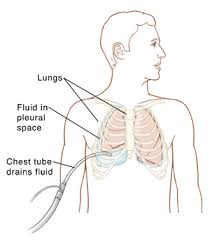 Lungs
Fluid in
pleural
space
Chest tube
drains fluid